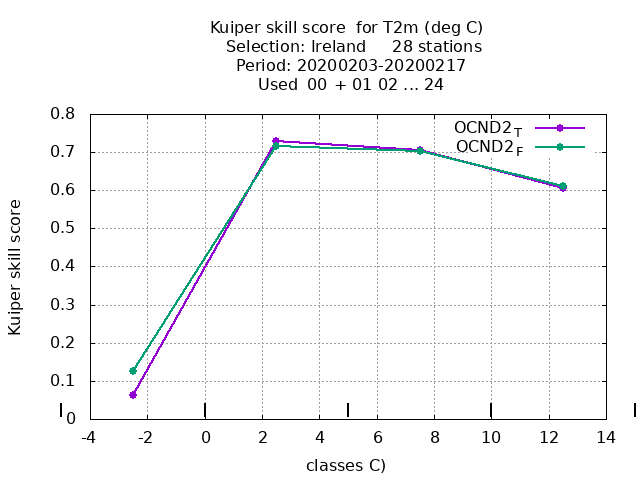 Kuiper skill score  for T2m (deg C)
Selection: Ireland     28 stations
Period: 20200203-20200217
Used  00  + 01 02 ... 24
OCND2T
OCND2F
0.8
0.7
0.6
0.5
0.4
0.3
0.2
0.1
0
Kuiper skill score
-4 -2 0 2 4 6 8 10 12 14
classes C)